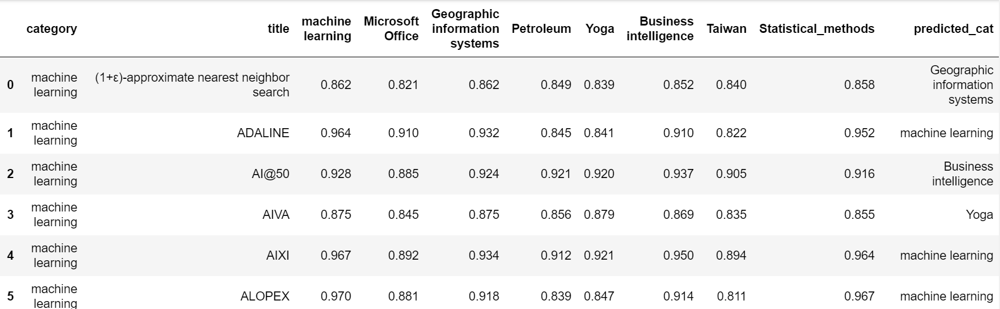 category title machine learning Microsoft Office Geographic information systems Petroleum Yoga Business intelligence Taiwan Statistical_methods predicted_cat
0 machine learning (1+ε)-approximate nearest neighbor search 0.862 0.821 0.862 0.849 0.839 0.852 0.840 0.858 Geographic information systems
1 machine learning ADALINE 0.964 0.910 0.932 0.845 0.841 0.910 0.822 0.952 machine learning
2 machine learning AI@50 0.928 0.885 0.924 0.921 0.920 0.937 0.905 0.916 Business intelligence
3 machine learning AIVA 0.875 0.845 0.875 0.856 0.879 0.869 0.835 0.855 Yoga
4 machine learning AIXI 0.967 0.892 0.934 0.912 0.921 0.950 0.894 0.964 machine learning
5 machine learning ALOPEX 0.970 0.881 0.918 0.839 0.847 0.914 0.811 0.967 machine learning